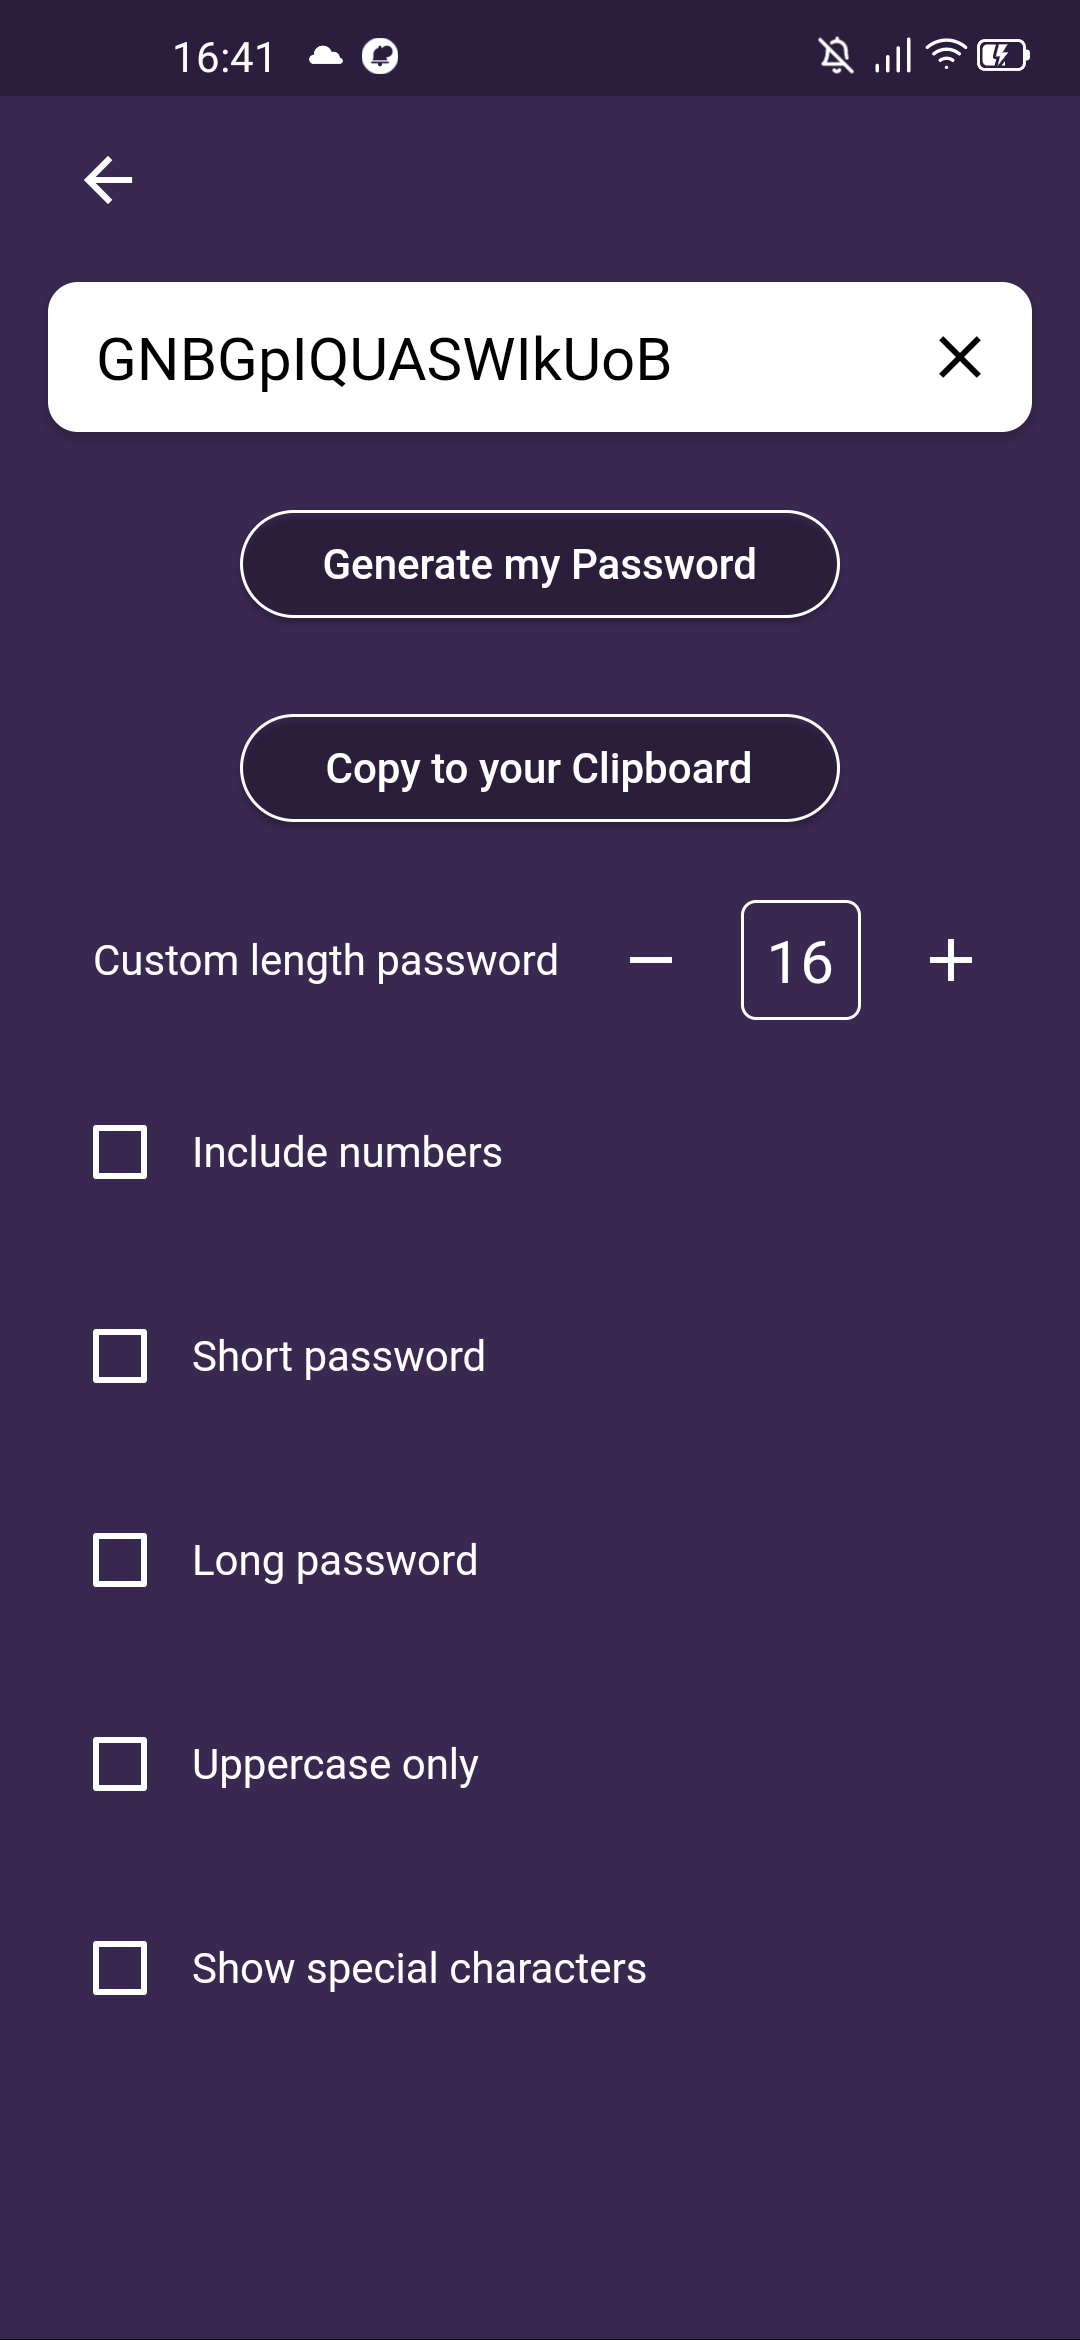 16:41
GNBGpIQUASWIkUoB
Generate my Password
Copy to your Clipboard
Custom length password 16
Include numbers
Short password
Long password
Uppercase only
Show special characters